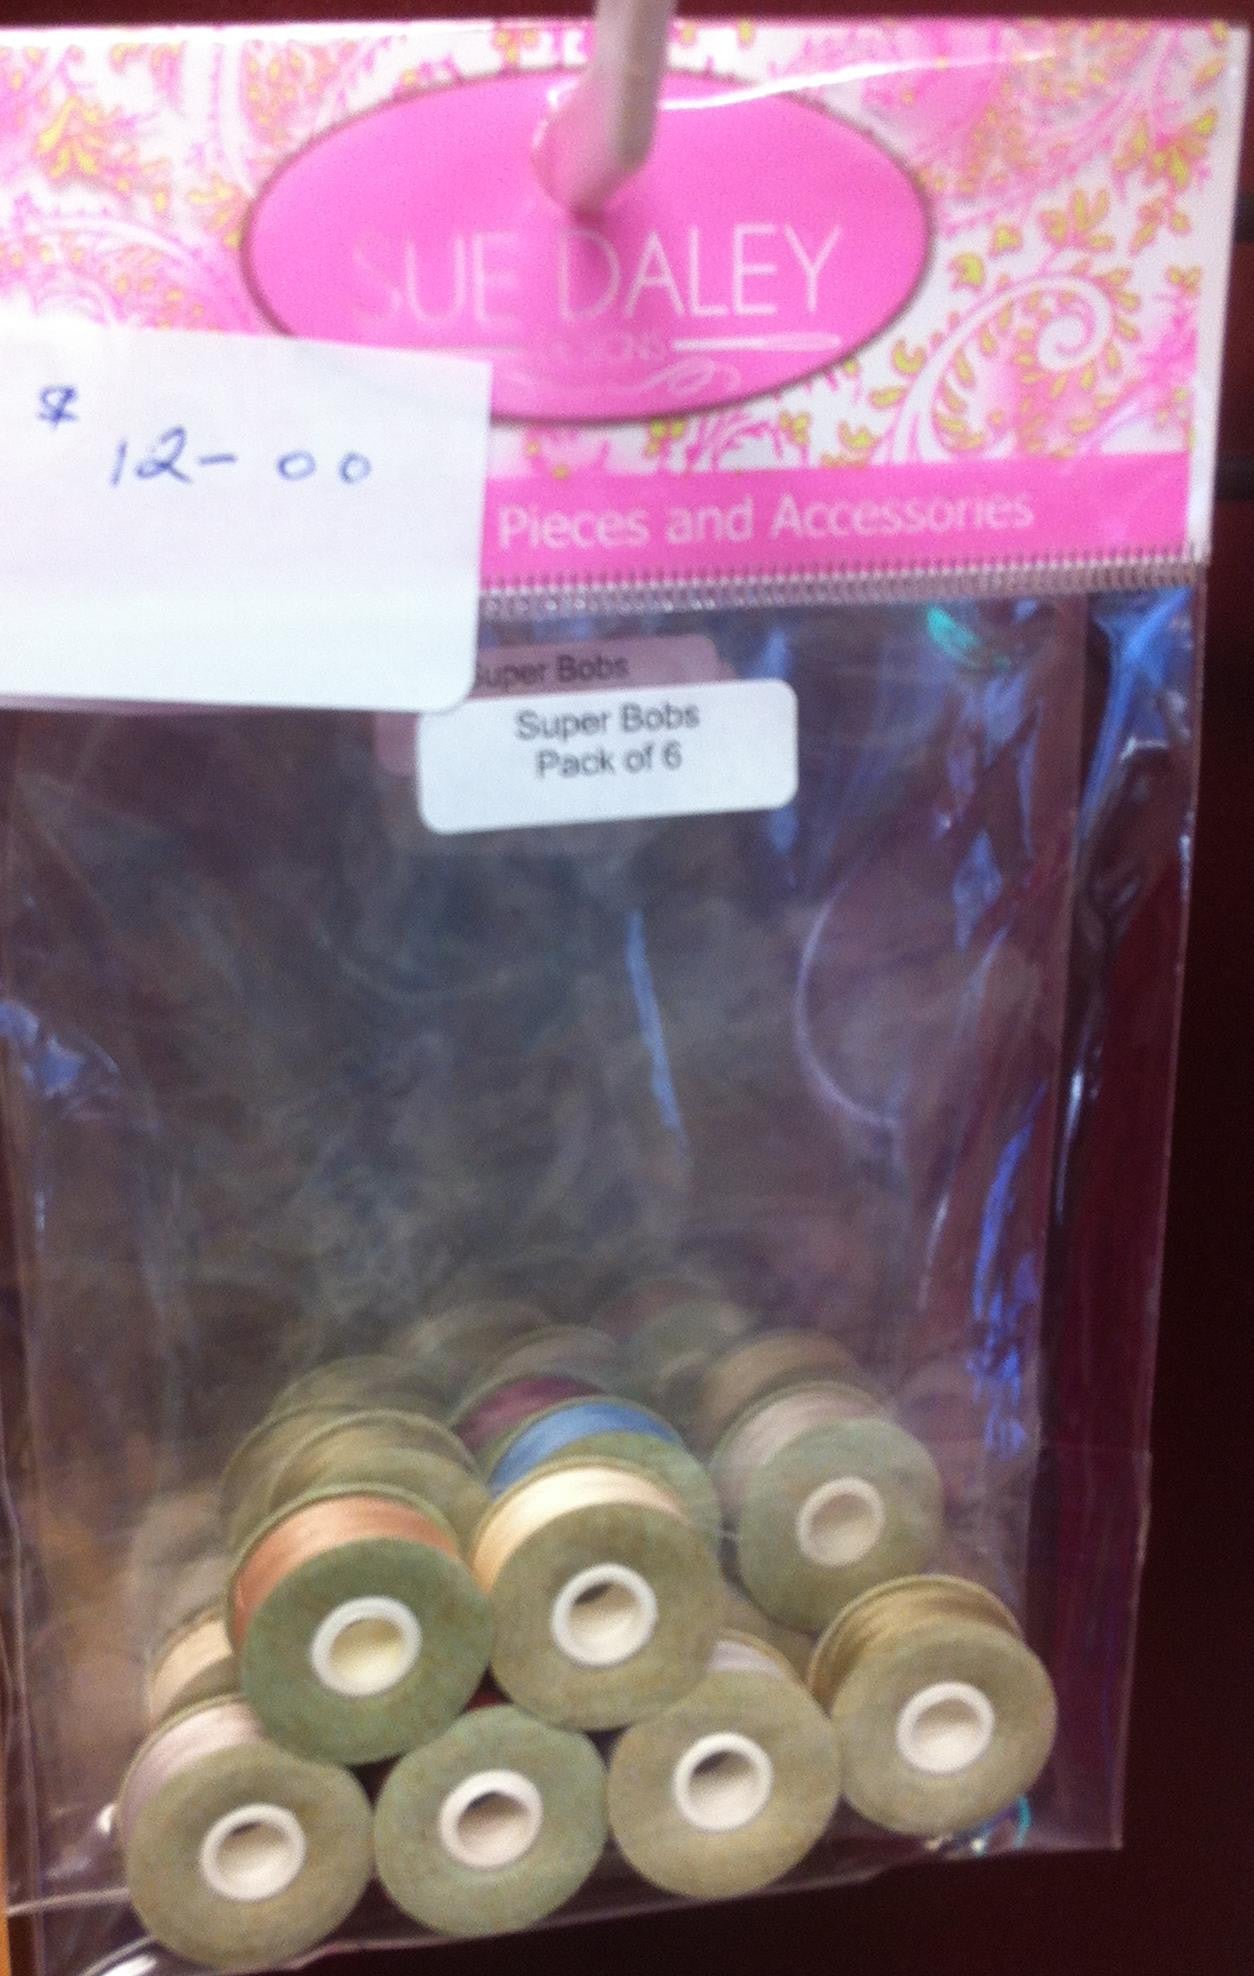 SUE DALEY
$
12-00
Pieces and Accessories
Super Bobs
Super Bobs
Pack of 6